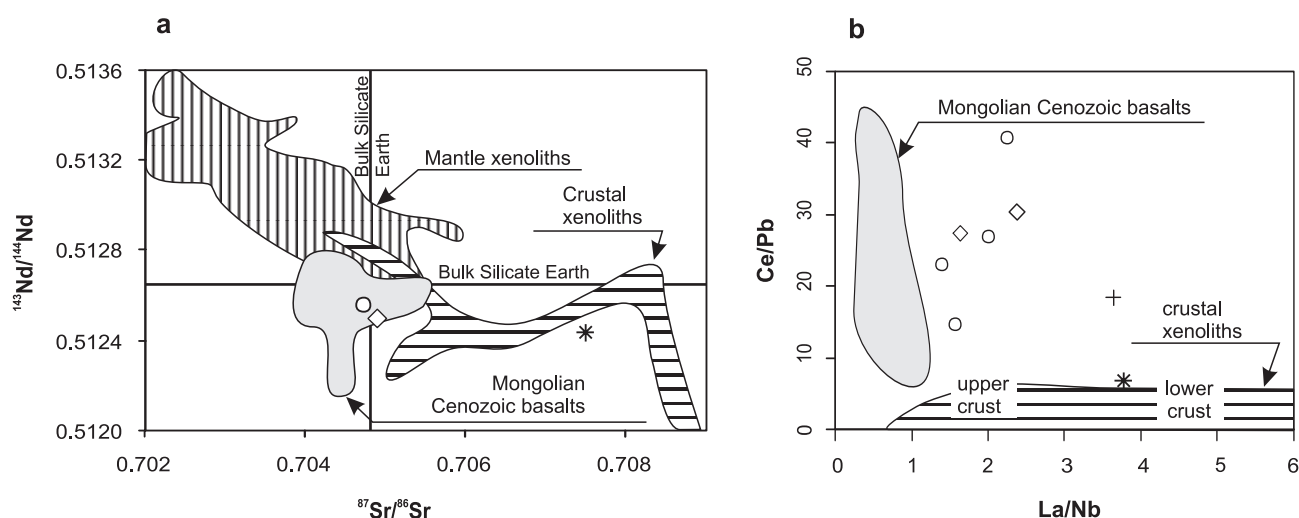 a
0.5136
0.5132
0.5128
0.5124
0.5120
¹⁴³Nd/¹⁴⁴Nd
Bulk Silicate
Earth
Mantle xenoliths
Crustal
xenoliths
Bulk Silicate Earth
Mongolian
Cenozoic basalts
0.702
0.704
0.706
0.708
⁸⁷Sr/⁸⁶Sr
b
50
40
30
20
10
0
Ce/Pb
Mongolian Cenozoic basalts
crustal
xenoliths
upper
crust
lower
crust
0
1
2
3
4
5
6
La/Nb